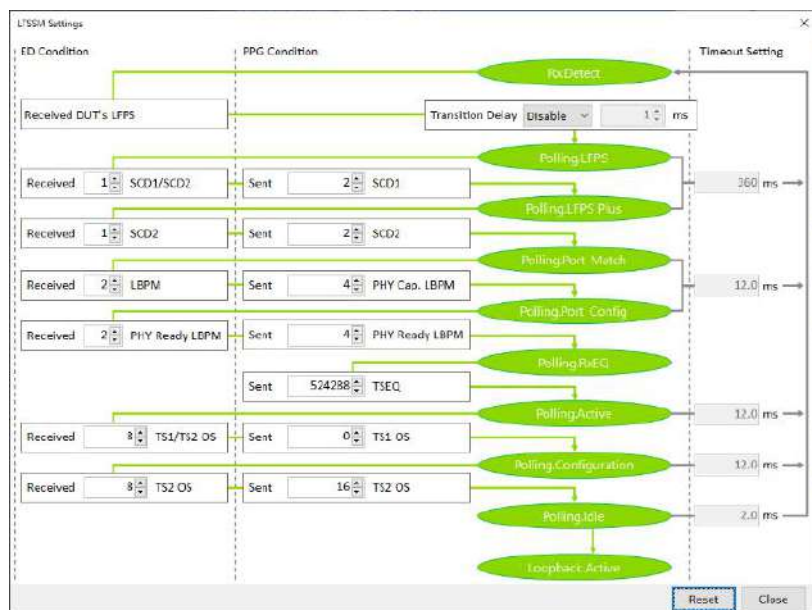 LTSSM Settings
ED Condition
PPG Condition
Timeout Setting
Rx.Detect
Received DUT's LFPS
Transition Delay Disable 1 ms
Polling.LFPS
Received 1 SCD1/SCD2 Sent 2 SCD1
360 ms
Polling.LFPS Plus
Received 1 SCD2 Sent 2 SCD2
Polling.Port Match
Received 2 LBPM Sent 4 PHY Cap. LBPM
12.0 ms
Polling.Port Config
Received 2 PHY Ready LBPM Sent 4 PHY Ready LBPM
Polling.RxEQ
Sent 524288 TSEQ
Polling.Active
12.0 ms
Received 8 TS1/TS2 OS Sent 0 TS1 OS
Polling.Configuration
12.0 ms
Received 8 TS2 OS Sent 16 TS2 OS
Polling.Idle
2.0 ms
Loopback.Active
Reset
Close